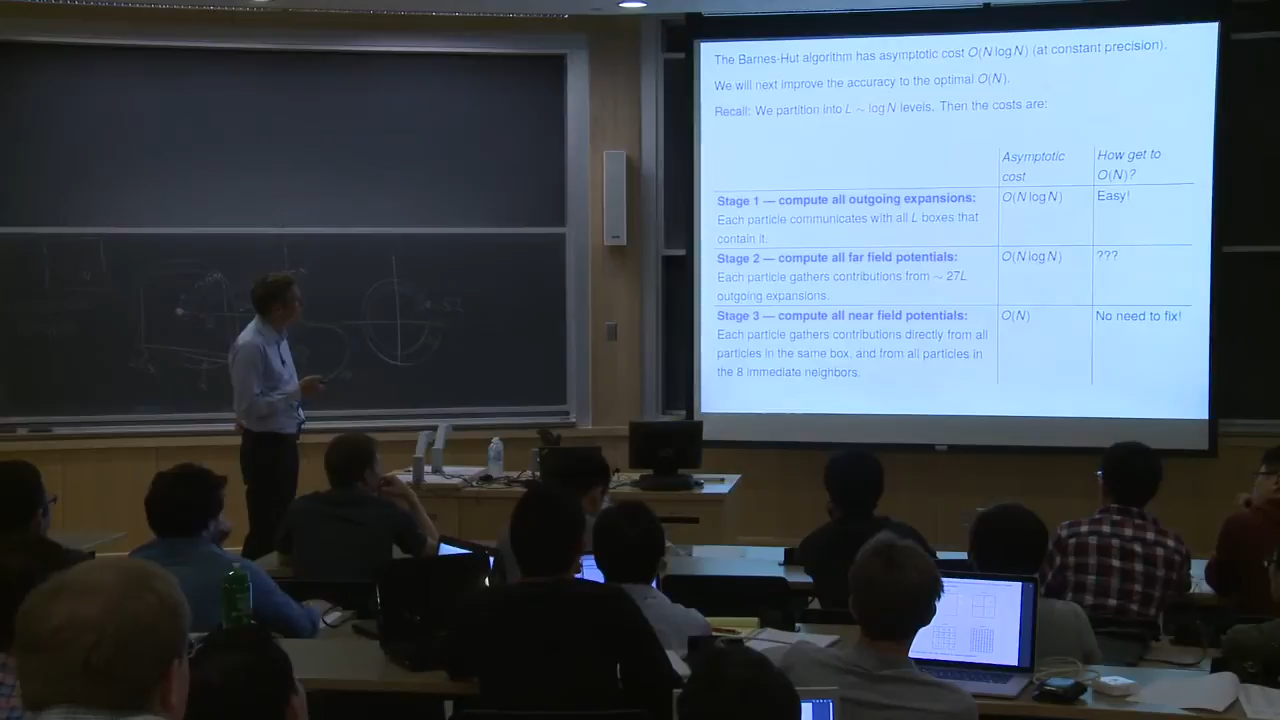 The Barnes-Hut algorithm has asymptotic cost O(N log N) (at constant precision).
We will next improve the accuracy to the optimal O(N).
Recall: We partition into L ∼ log N levels. Then the costs are:
Asymptotic cost
How get to O(N)?
Stage 1 — compute all outgoing expansions:
Each particle communicates with all L boxes that
contain it.
O(N log N)
Easy!
Stage 2 — compute all far field potentials:
Each particle gathers contributions from ∼ 27L
outgoing expansions.
O(N log N)
???
Stage 3 — compute all near field potentials:
Each particle gathers contributions directly from all
particles in the same box, and from all particles in
the 8 immediate neighbors.
O(N)
No need to fix!